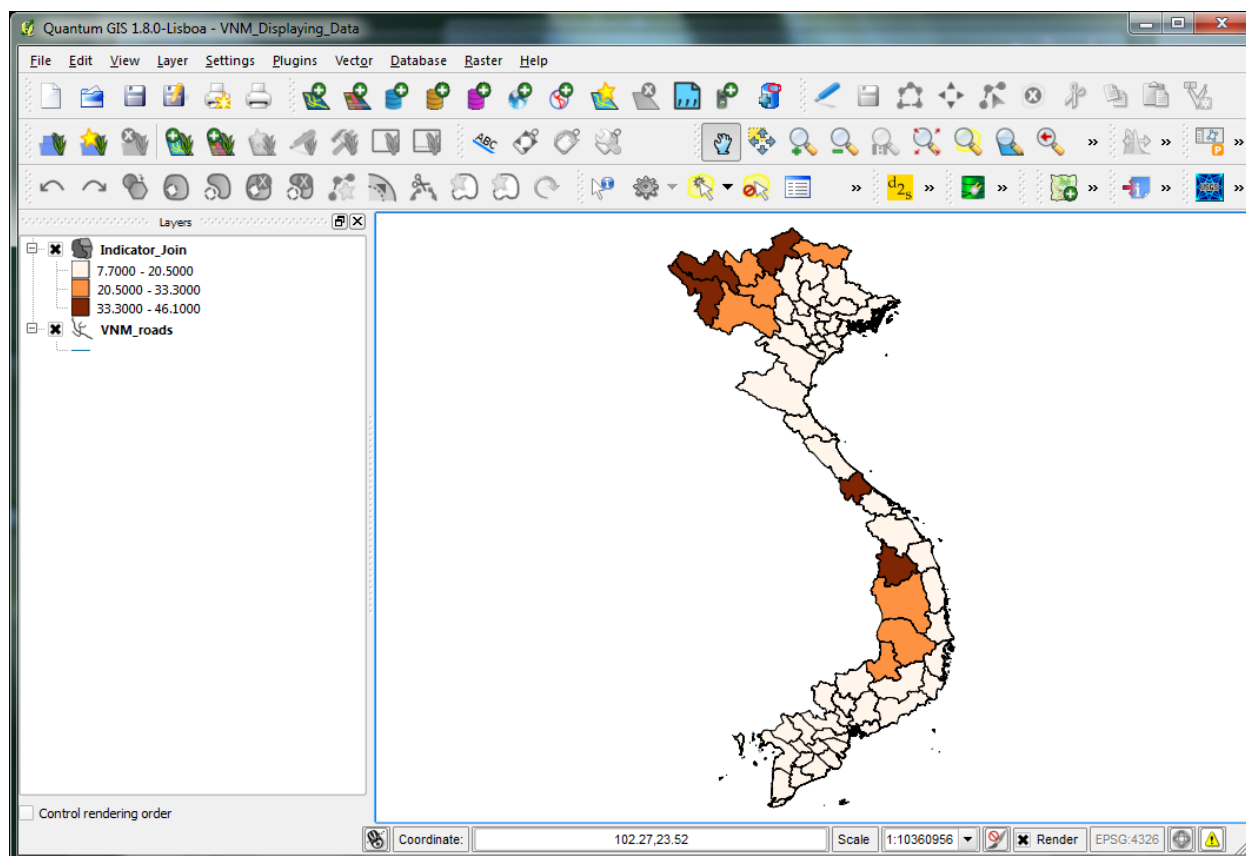 Quantum GIS 1.8.0-Lisboa - VNM_Displaying_Data
File Edit View Layer Settings Plugins Vector Database Raster Help
ABC
» » »
» d2s » » » » »
Layers
Indicator_Join
7.7000 - 20.5000
20.5000 - 33.3000
33.3000 - 46.1000
VNM_roads
Control rendering order
Coordinate: 102.27,23.52 Scale 1:10360956 Render EPSG:4326